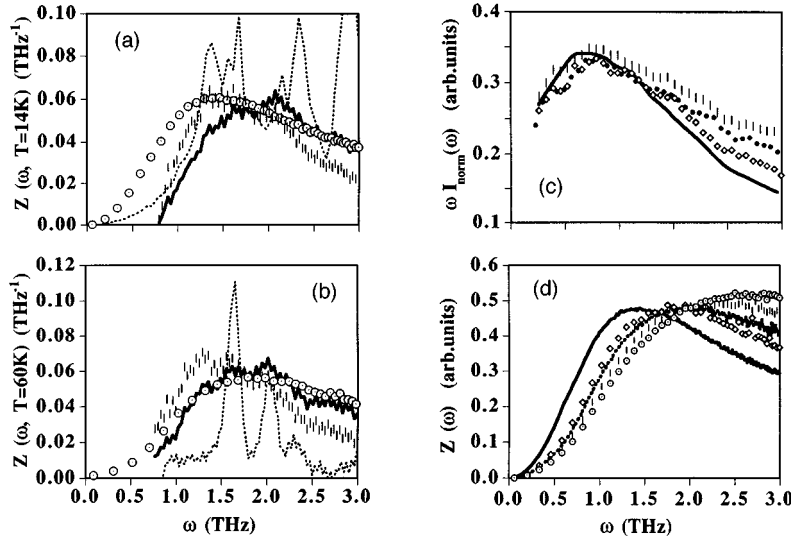 Z (ω, T=14K) (THz⁻¹)
0.10
0.08
0.06
0.04
0.02
0.00
(a)
ω I_norm(ω) (arb.units)
0.4
0.3
0.2
0.1
(c)
Z (ω, T=60K) (THz⁻¹)
0.12
0.10
0.08
0.06
0.04
0.02
0.00
(b)
0.0 0.5 1.0 1.5 2.0 2.5 3.0
ω (THz)
Z (ω) (arb.units)
0.6
0.5
0.4
0.3
0.2
0.1
0.0
(d)
0.0 0.5 1.0 1.5 2.0 2.5 3.0
ω (THz)